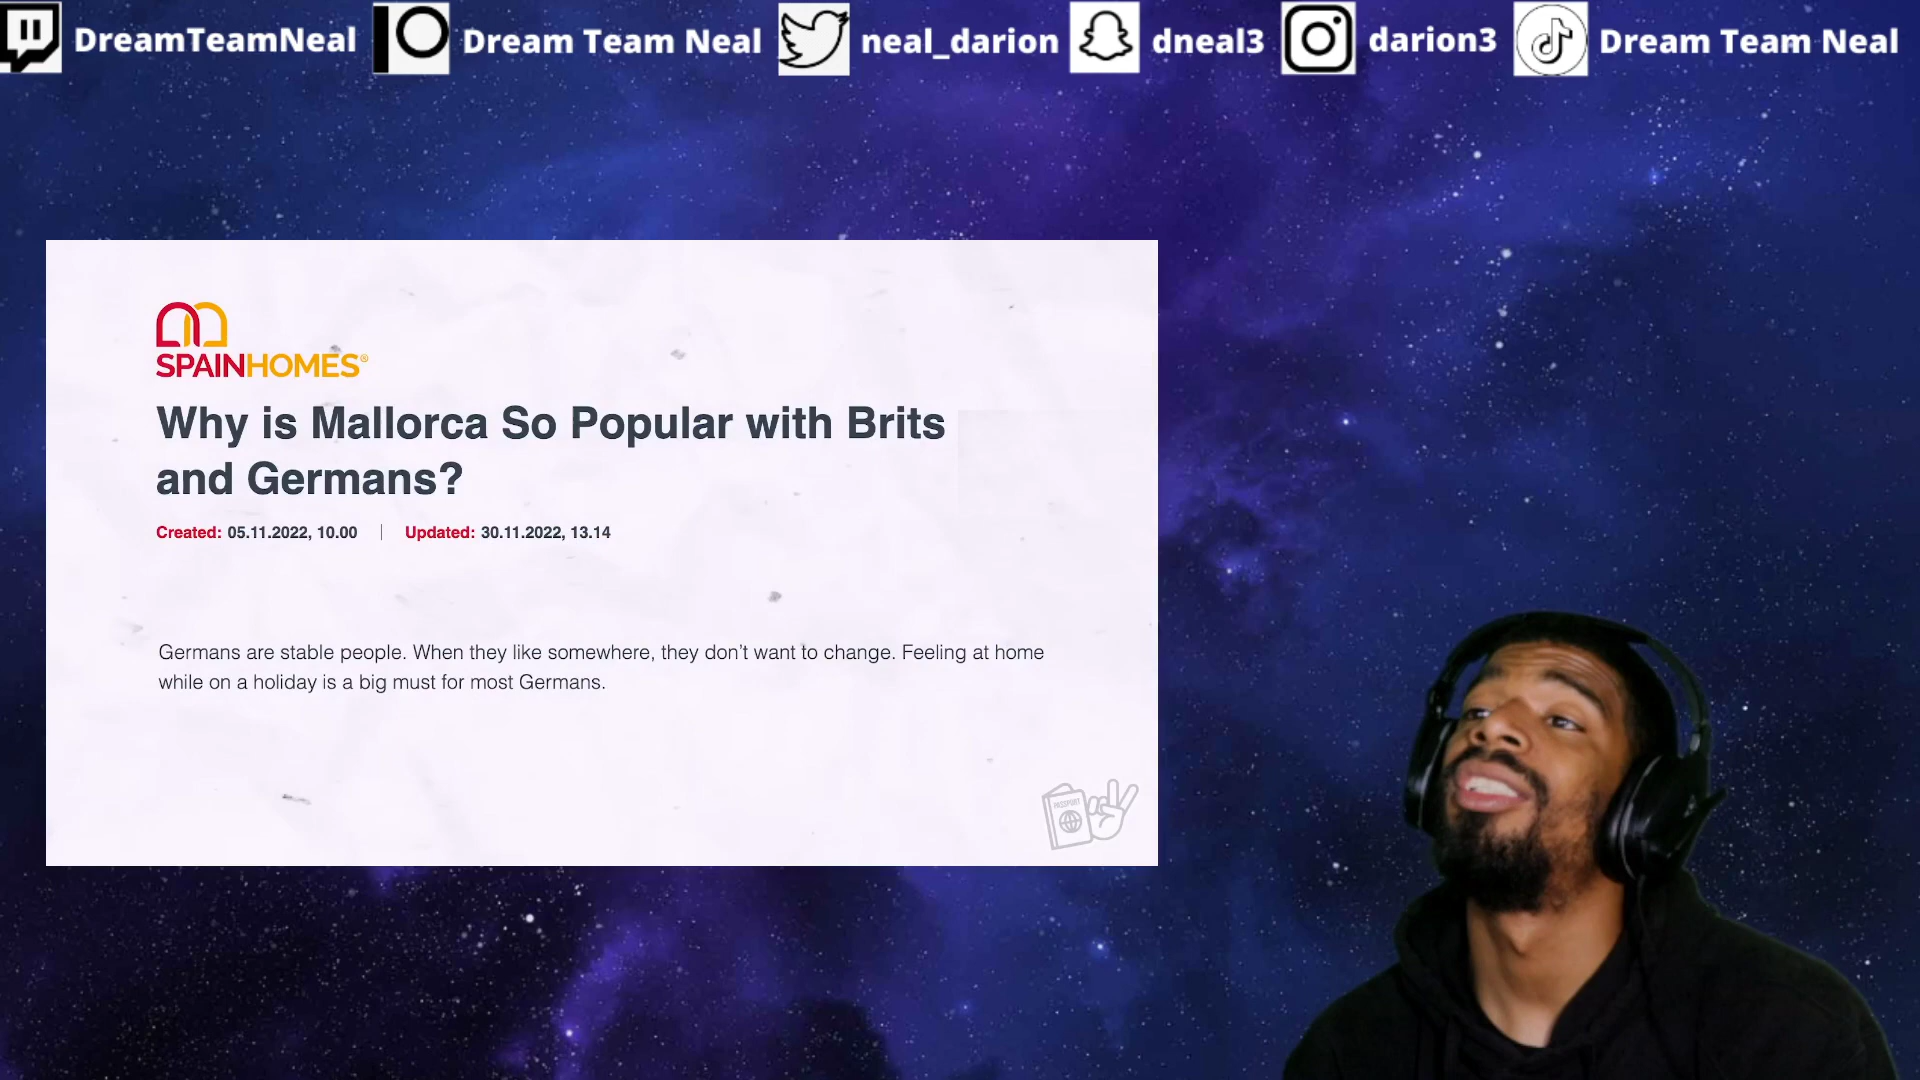 DreamTeamNeal Dream Team Neal neal_darion dneal3 darion3 Dream Team Neal
SPAINHOMES®
Why is Mallorca So Popular with Brits
and Germans?
Created: 05.11.2022, 10.00 | Updated: 30.11.2022, 13.14
Germans are stable people. When they like somewhere, they don't want to change. Feeling at home
while on a holiday is a big must for most Germans.
PASSPORT